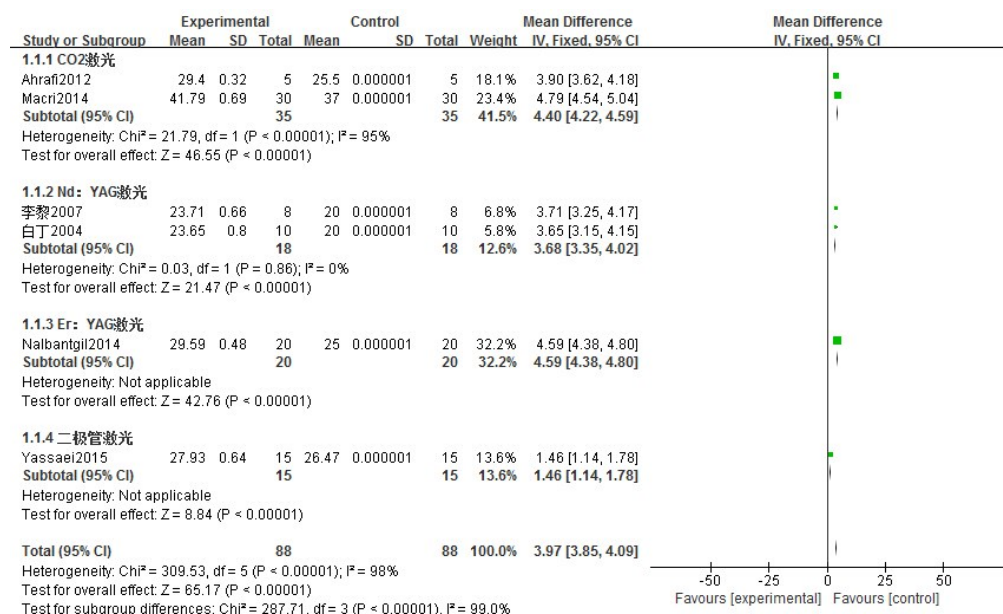 Experimental Control Mean Difference Mean Difference
Study or Subgroup Mean SD Total Mean SD Total Weight IV, Fixed, 95% CI IV, Fixed, 95% CI
1.1.1 CO2激光
Ahrafi2012 29.4 0.32 5 25.5 0.000001 5 18.1% 3.90 [3.62, 4.18]
Macri2014 41.79 0.69 30 37 0.000001 30 23.4% 4.79 [4.54, 5.04]
Subtotal (95% CI) 35 35 41.5% 4.40 [4.22, 4.59]
Heterogeneity: Chi² = 21.79, df = 1 (P < 0.00001); I² = 95%
Test for overall effect: Z = 46.55 (P < 0.00001)
1.1.2 Nd：YAG激光
李黎2007 23.71 0.66 8 20 0.000001 8 6.8% 3.71 [3.25, 4.17]
白丁2004 23.65 0.8 10 20 0.000001 10 5.8% 3.65 [3.15, 4.15]
Subtotal (95% CI) 18 18 12.6% 3.68 [3.35, 4.02]
Heterogeneity: Chi² = 0.03, df = 1 (P = 0.86); I² = 0%
Test for overall effect: Z = 21.47 (P < 0.00001)
1.1.3 Er：YAG激光
Nalbantgil2014 29.59 0.48 20 25 0.000001 20 32.2% 4.59 [4.38, 4.80]
Subtotal (95% CI) 20 20 32.2% 4.59 [4.38, 4.80]
Heterogeneity: Not applicable
Test for overall effect: Z = 42.76 (P < 0.00001)
1.1.4 二极管激光
Yassaei2015 27.93 0.64 15 26.47 0.000001 15 13.6% 1.46 [1.14, 1.78]
Subtotal (95% CI) 15 15 13.6% 1.46 [1.14, 1.78]
Heterogeneity: Not applicable
Test for overall effect: Z = 8.84 (P < 0.00001)
Total (95% CI) 88 88 100.0% 3.97 [3.85, 4.09]
Heterogeneity: Chi² = 309.53, df = 5 (P < 0.00001); I² = 98%
Test for overall effect: Z = 65.17 (P < 0.00001)
Test for subgroup differences: Chi² = 287.71, df = 3 (P < 0.00001), I² = 99.0%
-50 -25 0 25 50
Favours [experimental] Favours [control]